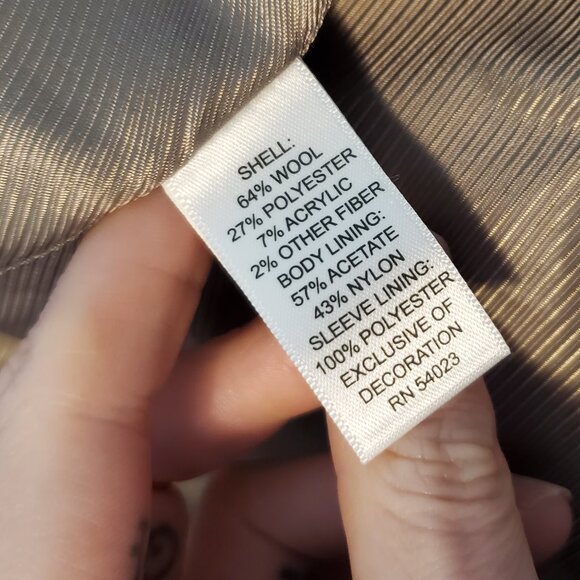 SHELL:
64% WOOL
27% POLYESTER
7% ACRYLIC
2% OTHER FIBER
BODY LINING:
57% ACETATE
43% NYLON
SLEEVE LINING:
100% POLYESTER
EXCLUSIVE OF
DECORATION
RN 54023